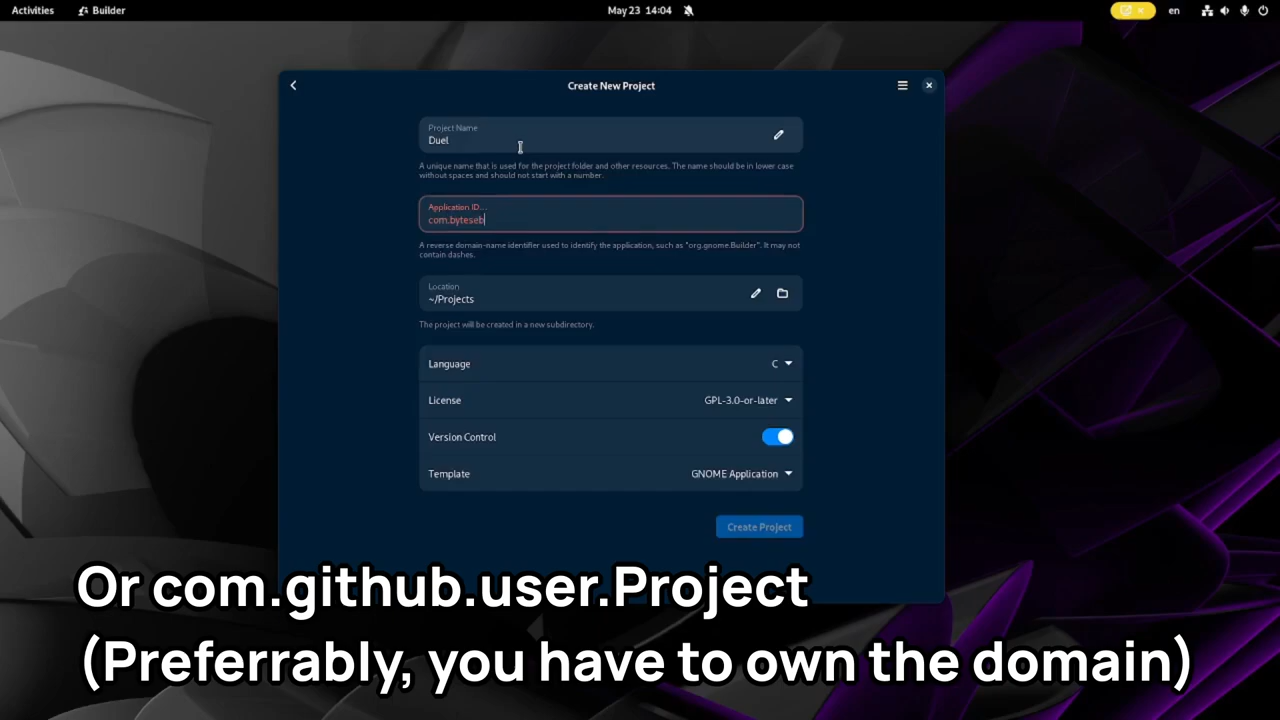 Activities
Builder
May 23 14:04
en
Create New Project
Project Name
Duel
A unique name that is used for the project folder and other resources. The name should be in lower case
without spaces and should not start with a number.
Application ID…
com.byteseb
A reverse domain-name identifier used to identify the application, such as "org.gnome.Builder". It may not
contain dashes.
Location
~/Projects
The project will be created in a new subdirectory.
Language C
License GPL-3.0-or-later
Version Control
Template GNOME Application
Create Project
Or com.github.user.Project
(Preferrably, you have to own the domain)